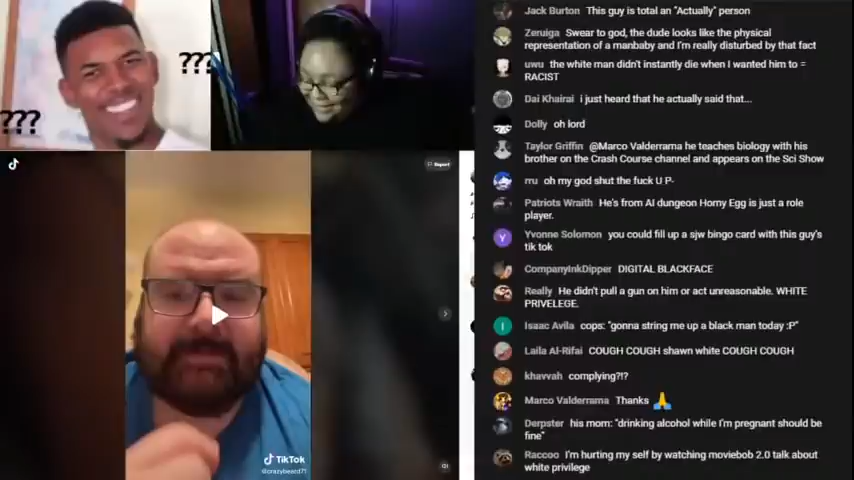 ???
???
Report
TikTok
@crazybeard71
Jack Burton This guy is total an "Actually" person
Zeruiga Swear to god, the dude looks like the physical
representation of a manbaby and I'm really disturbed by that fact
uwu the white man didn't instantly die when I wanted him to =
RACIST
Dai Khairai i just heard that he actually said that...
Dolly oh lord
Taylor Griffin @Marco Valderrama he teaches biology with his
brother on the Crash Course channel and appears on the Sci Show
rru oh my god shut the fuck U P-
Patriots Wraith He's from AI dungeon Horny Egg is just a role
player.
Y
Yvonne Solomon you could fill up a sjw bingo card with this guy's
tik tok
CompanyInkDipper DIGITAL BLACKFACE
Really He didn't pull a gun on him or act unreasonable. WHITE
PRIVELEGE.
I
Isaac Avila cops: "gonna string me up a black man today :P"
Laila Al-Rifai COUGH COUGH shawn white COUGH COUGH
khavvah complying?!?
Marco Valderrama Thanks 🙏
Derpster his mom: "drinking alcohol while I'm pregnant should be
fine"
Raccoo I'm hurting my self by watching moviebob 2.0 talk about
white privilege